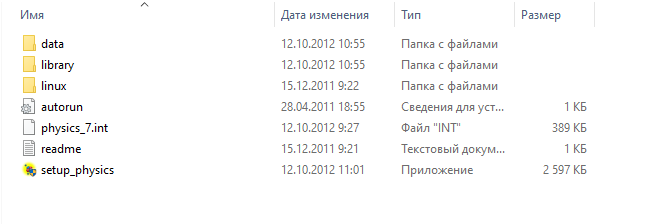 Имя Дата изменения Тип Размер
data 12.10.2012 10:55 Папка с файлами
library 12.10.2012 10:55 Папка с файлами
linux 15.12.2011 9:22 Папка с файлами
autorun 28.04.2011 18:55 Сведения для уст... 1 КБ
physics_7.int 12.10.2012 9:27 Файл "INT" 389 КБ
readme 15.12.2011 9:21 Текстовый докум... 1 КБ
setup_physics 12.10.2012 11:01 Приложение 2 597 КБ